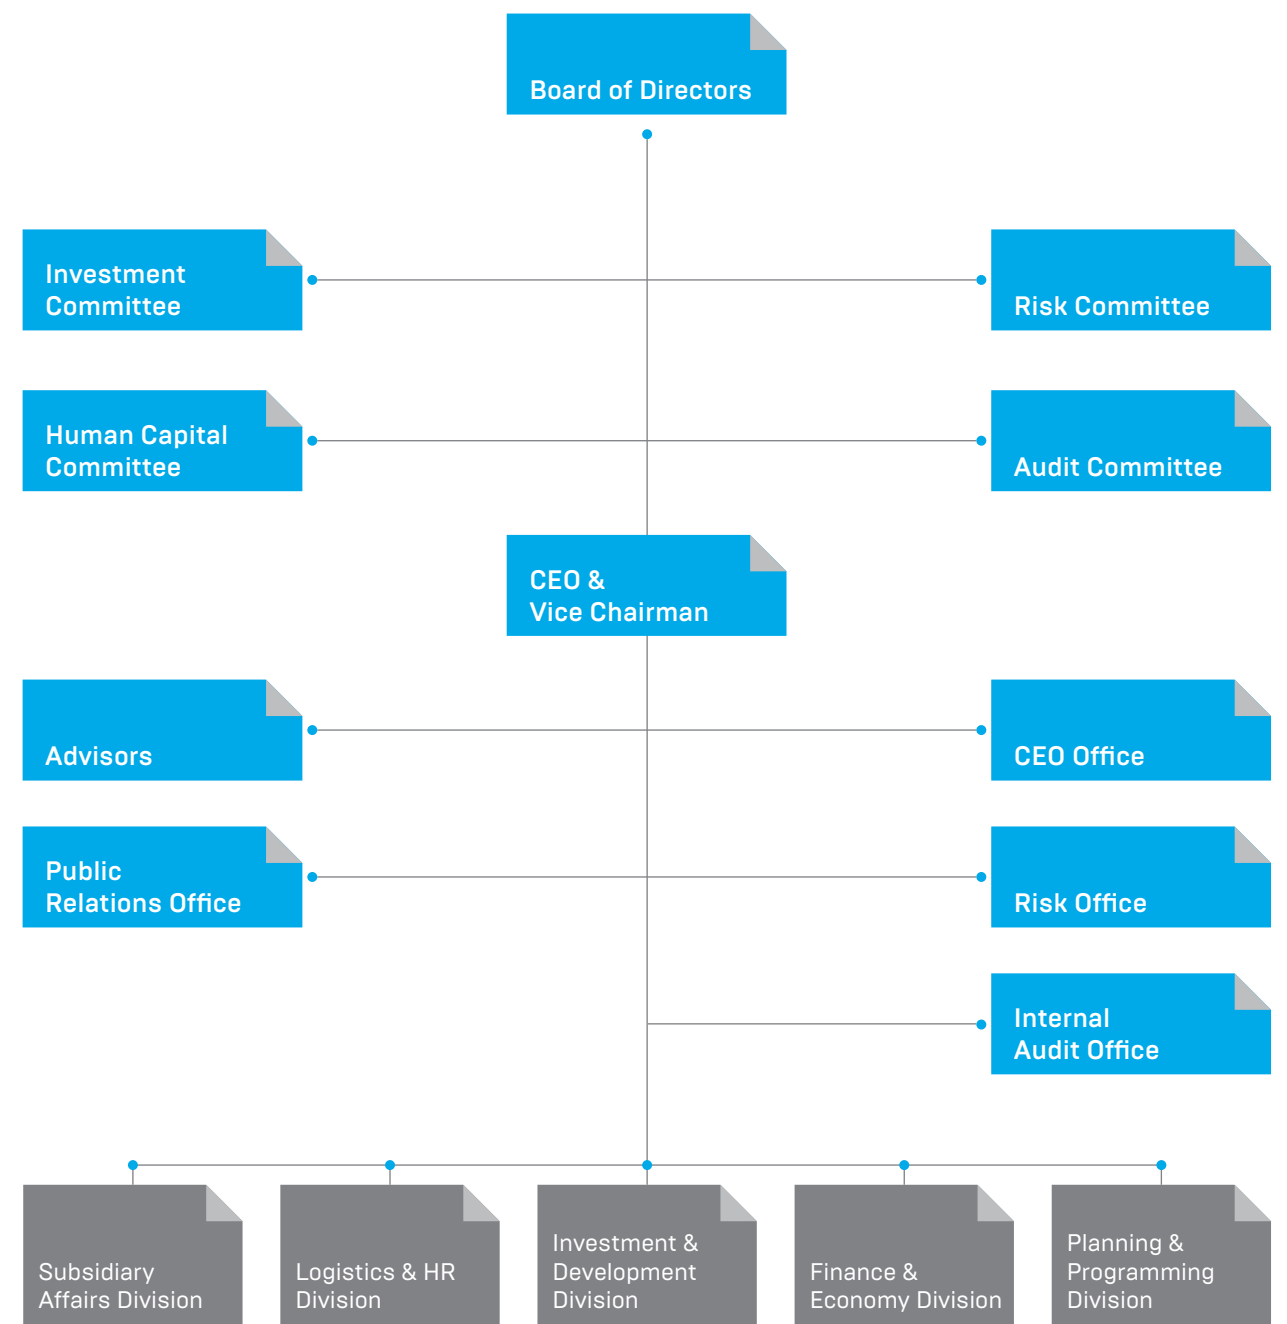 Board of Directors
Investment
Committee
Risk Committee
Human Capital
Committee
Audit Committee
CEO &
Vice Chairman
Advisors
CEO Office
Public
Relations Office
Risk Office
Internal
Audit Office
Subsidiary
Affairs Division
Logistics & HR
Division
Investment &
Development
Division
Finance &
Economy Division
Planning &
Programming
Division